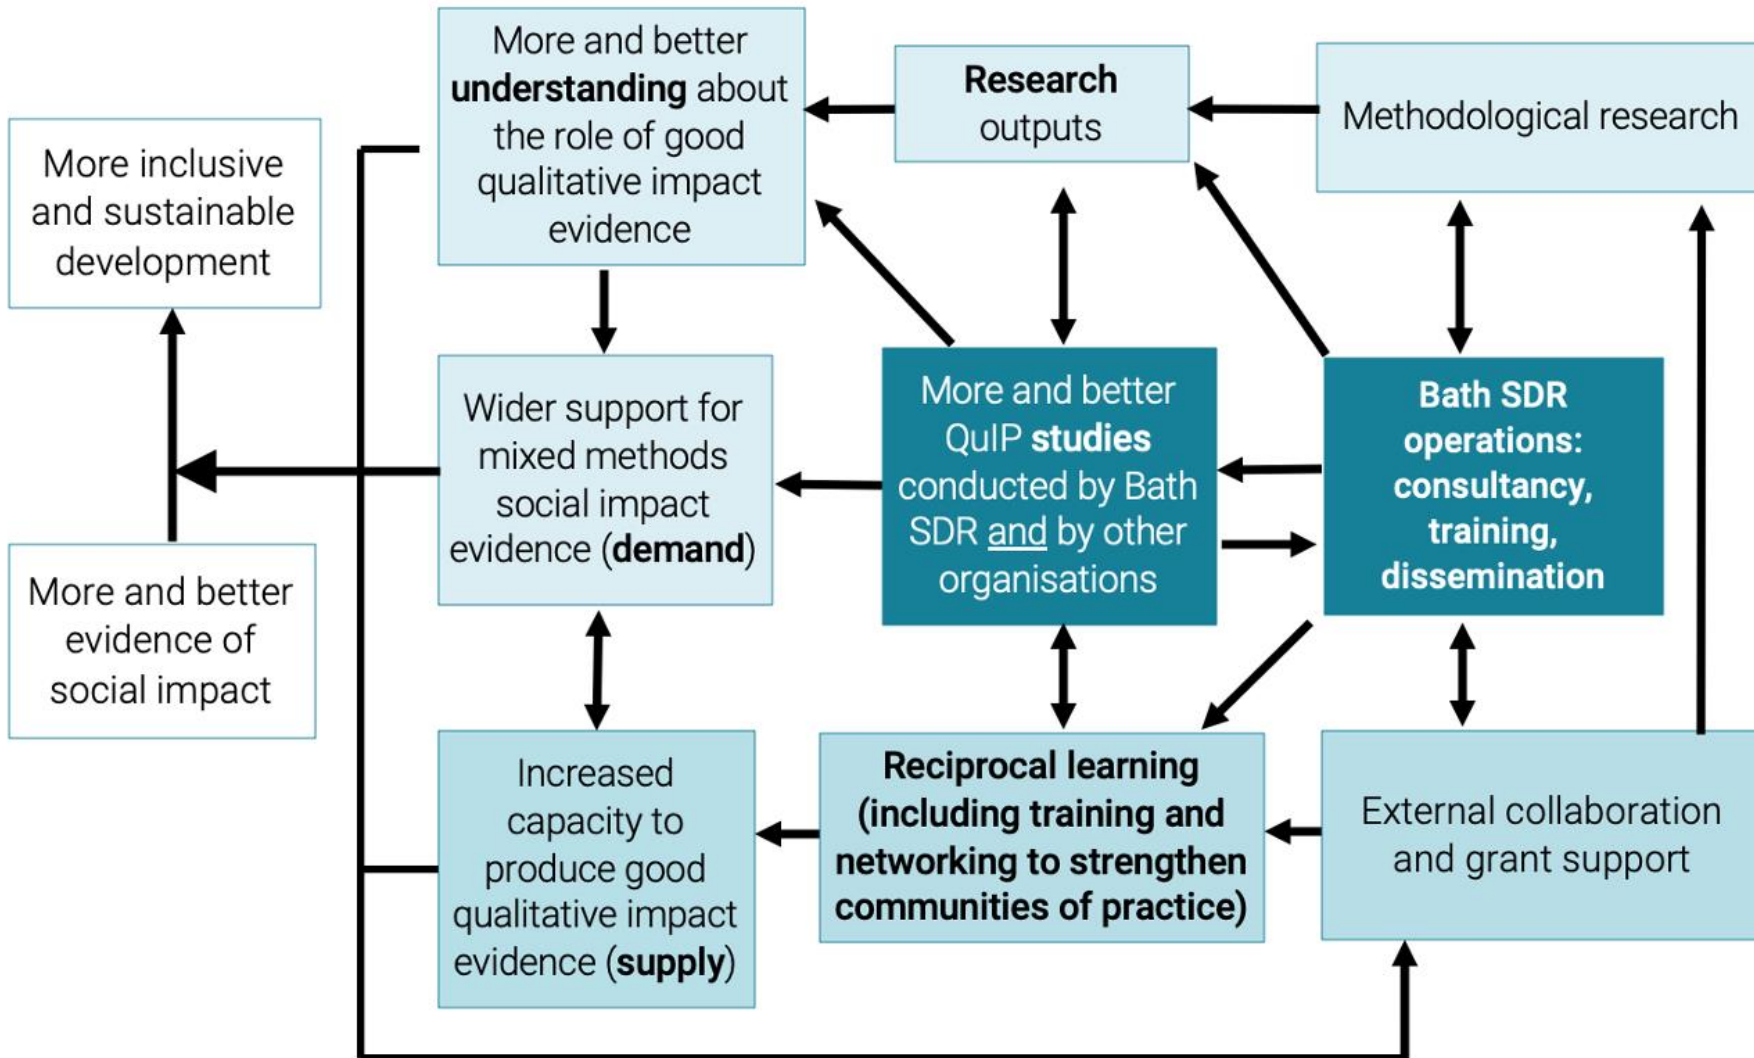 More and better
understanding about
the role of good
qualitative impact
evidence
Research
outputs
Methodological research
More inclusive
and sustainable
development
Wider support for
mixed methods
social impact
evidence (demand)
More and better
QuIP studies
conducted by Bath
SDR and by other
organisations
Bath SDR
operations:
consultancy,
training,
dissemination
More and better
evidence of
social impact
Increased
capacity to
produce good
qualitative impact
evidence (supply)
Reciprocal learning
(including training and
networking to strengthen
communities of practice)
External collaboration
and grant support